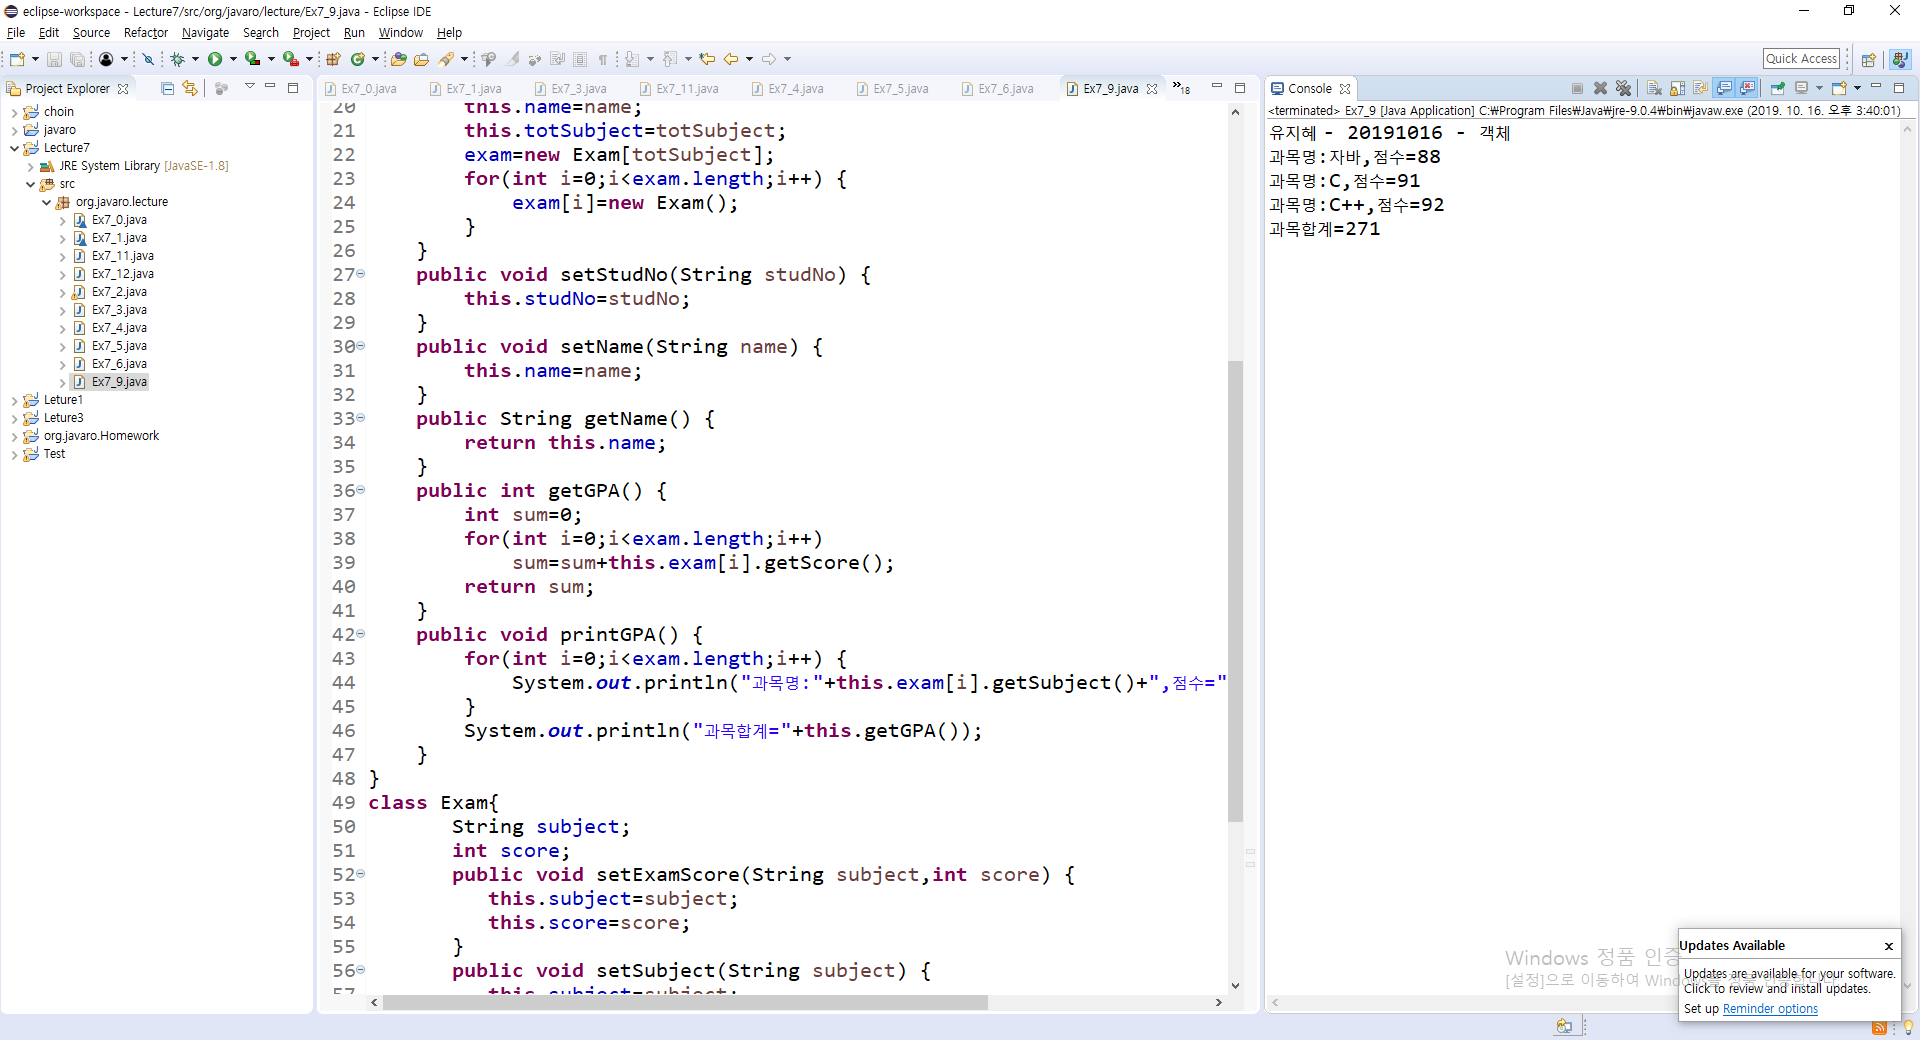 eclipse-workspace - Lecture7/src/org/javaro/lecture/Ex7_9.java - Eclipse IDE
File Edit Source Refactor Navigate Search Project Run Window Help
Quick Access
Project Explorer
choin
javaro
Lecture7
JRE System Library [JavaSE-1.8]
src
org.javaro.lecture
Ex7_0.java
Ex7_1.java
Ex7_11.java
Ex7_12.java
Ex7_2.java
Ex7_3.java
Ex7_4.java
Ex7_5.java
Ex7_6.java
Ex7_9.java
Leture1
Leture3
org.javaro.Homework
Test
Ex7_0.java Ex7_1.java Ex7_3.java Ex7_11.java Ex7_4.java Ex7_5.java Ex7_6.java Ex7_9.java »18
20 this.name=name;
21 this.totSubject=totSubject;
22 exam=new Exam[totSubject];
23 for(int i=0;i<exam.length;i++) {
24 exam[i]=new Exam();
25 }
26 }
27 public void setStudNo(String studNo) {
28 this.studNo=studNo;
29 }
30 public void setName(String name) {
31 this.name=name;
32 }
33 public String getName() {
34 return this.name;
35 }
36 public int getGPA() {
37 int sum=0;
38 for(int i=0;i<exam.length;i++)
39 sum=sum+this.exam[i].getScore();
40 return sum;
41 }
42 public void printGPA() {
43 for(int i=0;i<exam.length;i++) {
44 System.out.println("과목명:"+this.exam[i].getSubject()+",점수="
45 }
46 System.out.println("과목합계="+this.getGPA());
47 }
48 }
49 class Exam{
50 String subject;
51 int score;
52 public void setExamScore(String subject,int score) {
53 this.subject=subject;
54 this.score=score;
55 }
56 public void setSubject(String subject) {
57 this.subject=subject;
Console
<terminated> Ex7_9 [Java Application] C:₩Program Files₩Java₩jre-9.0.4₩bin₩javaw.exe (2019. 10. 16. 오후 3:40:01)
유지혜 - 20191016 - 객체
과목명:자바,점수=88
과목명:C,점수=91
과목명:C++,점수=92
과목합계=271
Windows 정품 인증
[설정]으로 이동하여
Updates Available
Updates are available for your software.
Click to review and install updates.
Set up Reminder options